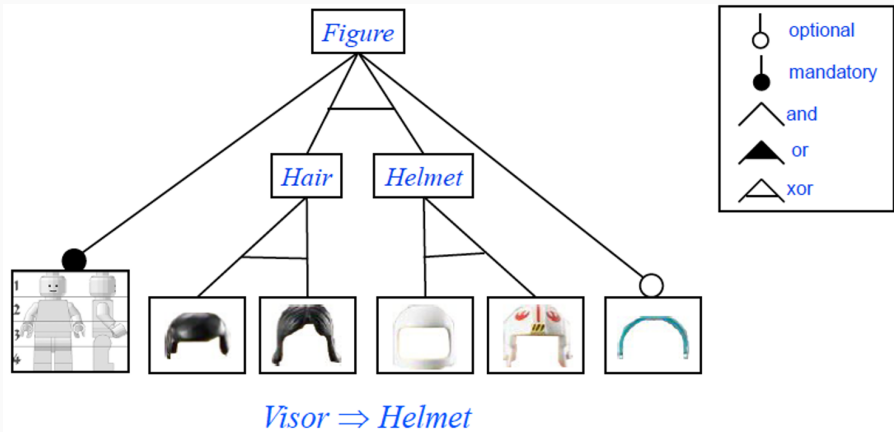 Figure
optional
mandatory
and
or
xor
Hair
Helmet
1
2
3
4
Visor ⇒ Helmet